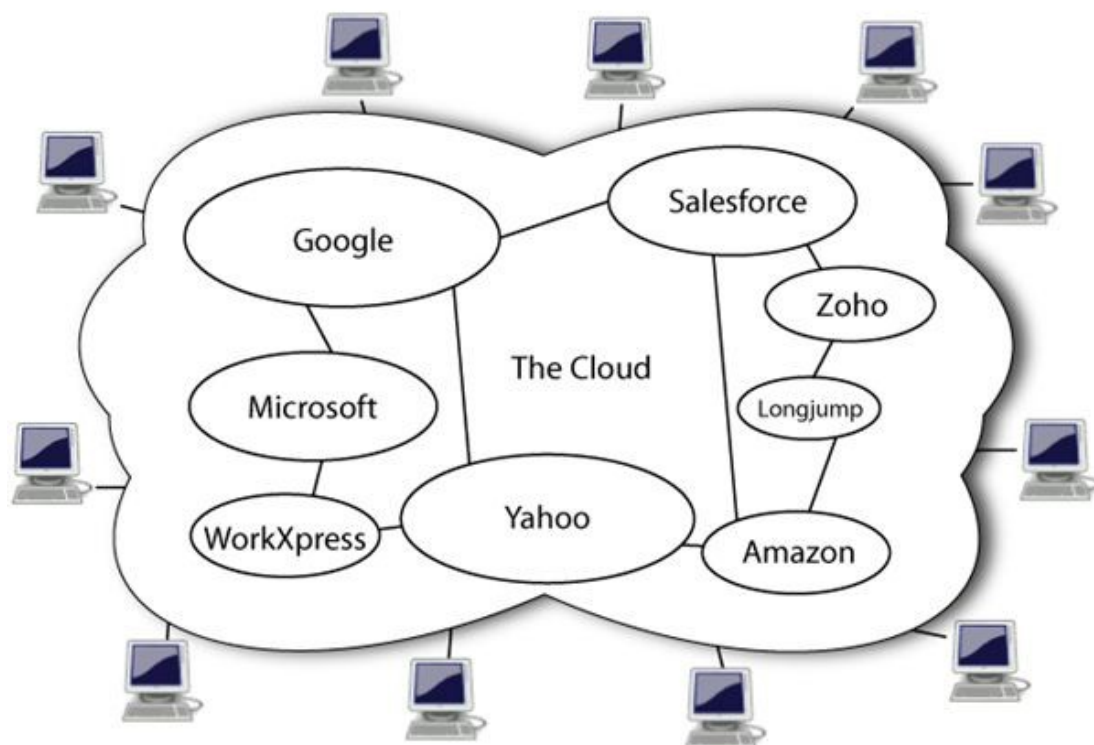 Salesforce
Google
Zoho
The Cloud
Microsoft
Longjump
Yahoo
WorkXpress
Amazon